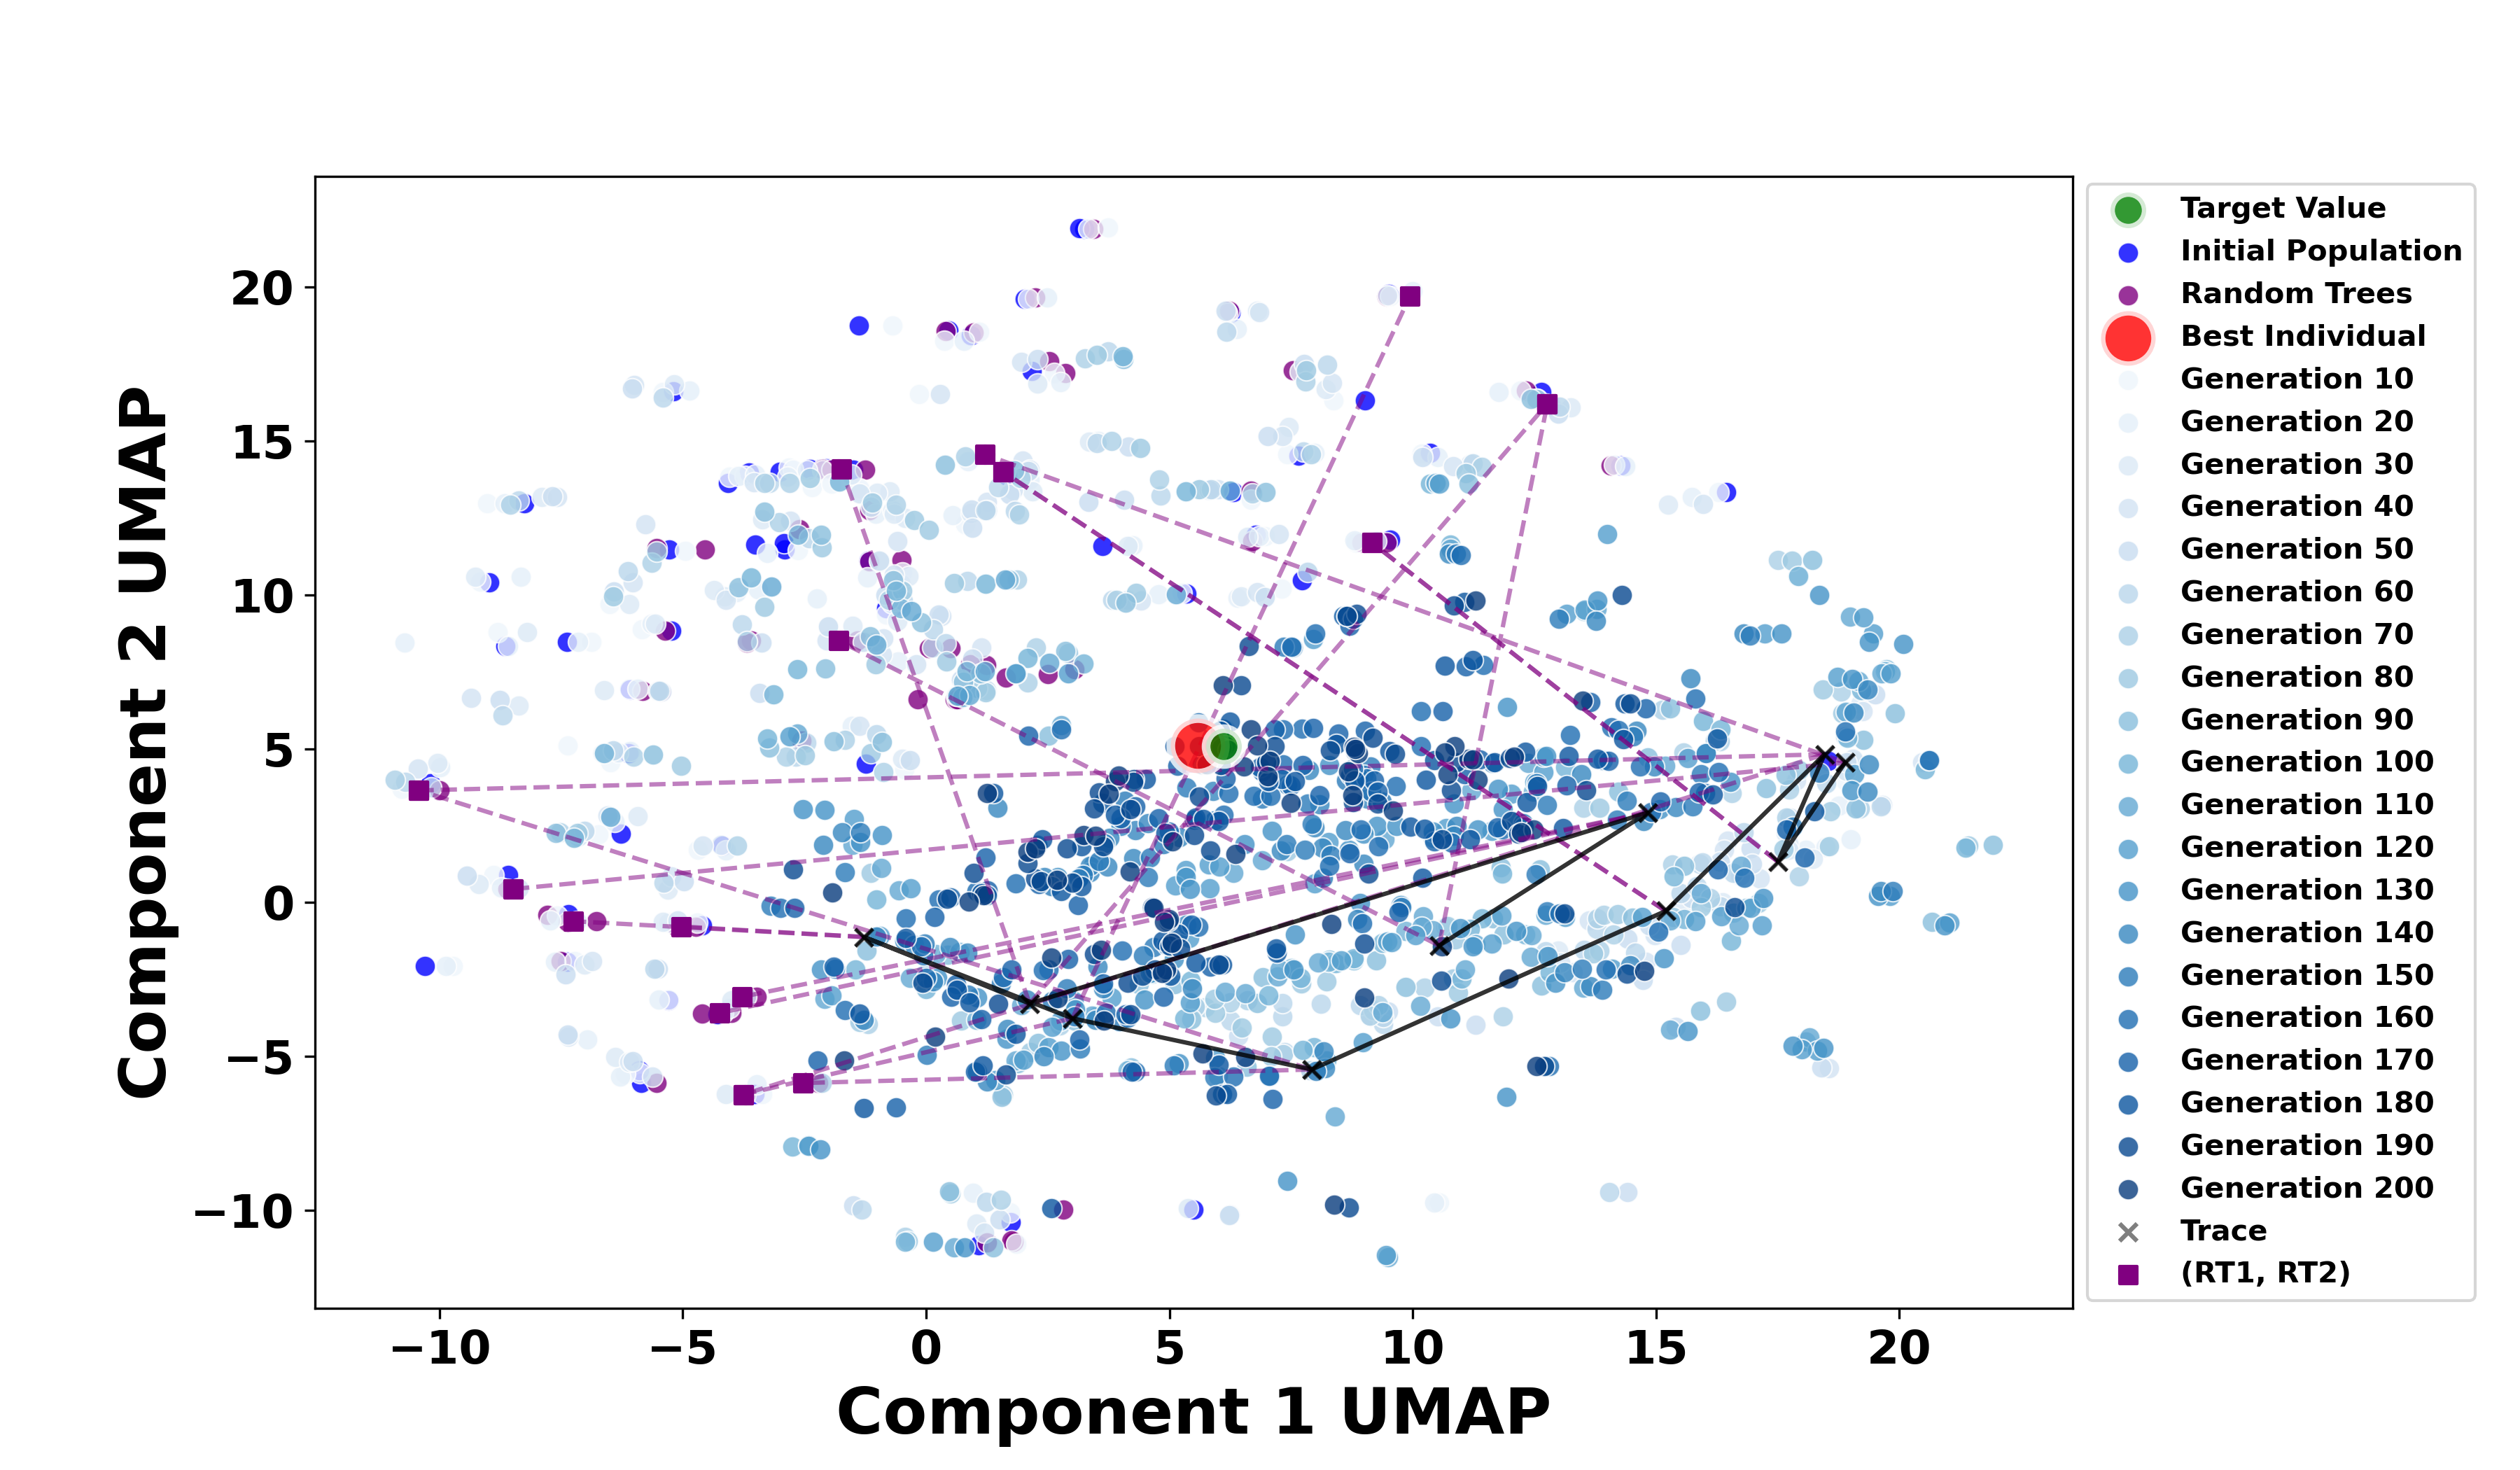 Component 2 UMAP
20
15
10
5
0
−5
−10
−10
−5
0
5
10
15
20
Component 1 UMAP
Target Value
Initial Population
Random Trees
Best Individual
Generation 10
Generation 20
Generation 30
Generation 40
Generation 50
Generation 60
Generation 70
Generation 80
Generation 90
Generation 100
Generation 110
Generation 120
Generation 130
Generation 140
Generation 150
Generation 160
Generation 170
Generation 180
Generation 190
Generation 200
Trace
(RT1, RT2)